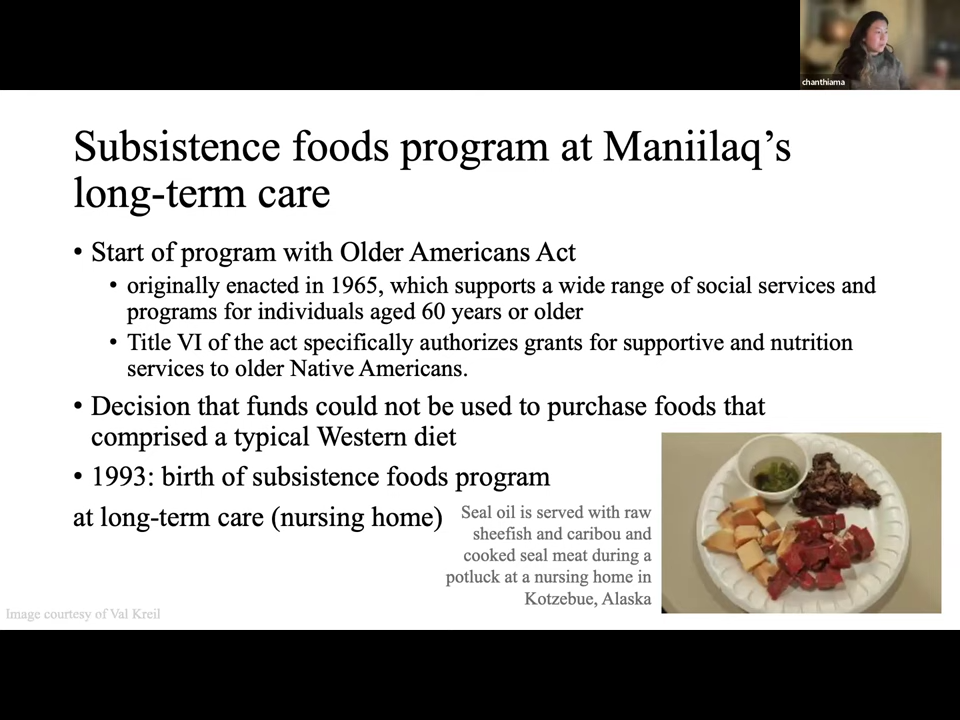 chanthiama
Subsistence foods program at Maniilaq’s
long-term care
• Start of program with Older Americans Act
• originally enacted in 1965, which supports a wide range of social services and
programs for individuals aged 60 years or older
• Title VI of the act specifically authorizes grants for supportive and nutrition
services to older Native Americans.
• Decision that funds could not be used to purchase foods that
comprised a typical Western diet
• 1993: birth of subsistence foods program
at long-term care (nursing home)
Seal oil is served with raw
sheefish and caribou and
cooked seal meat during a
potluck at a nursing home in
Kotzebue, Alaska
Image courtesy of Val Kreil